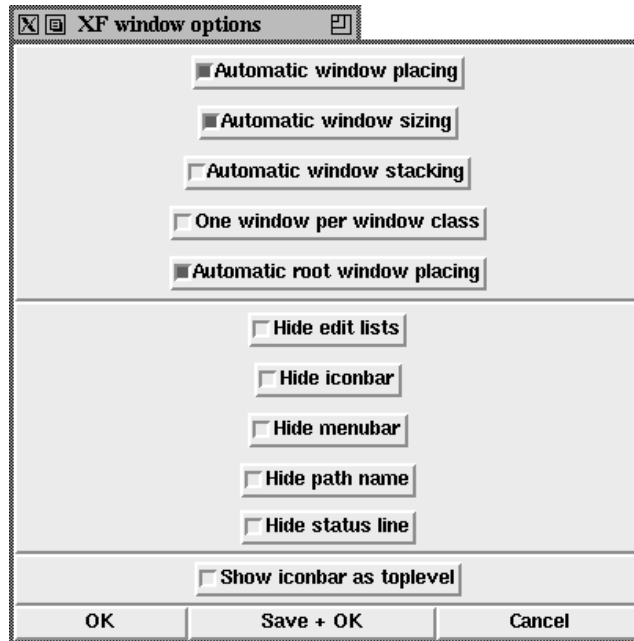 XF window options
Automatic window placing
Automatic window sizing
Automatic window stacking
One window per window class
Automatic root window placing
Hide edit lists
Hide iconbar
Hide menubar
Hide path name
Hide status line
Show iconbar as toplevel
OK Save + OK Cancel